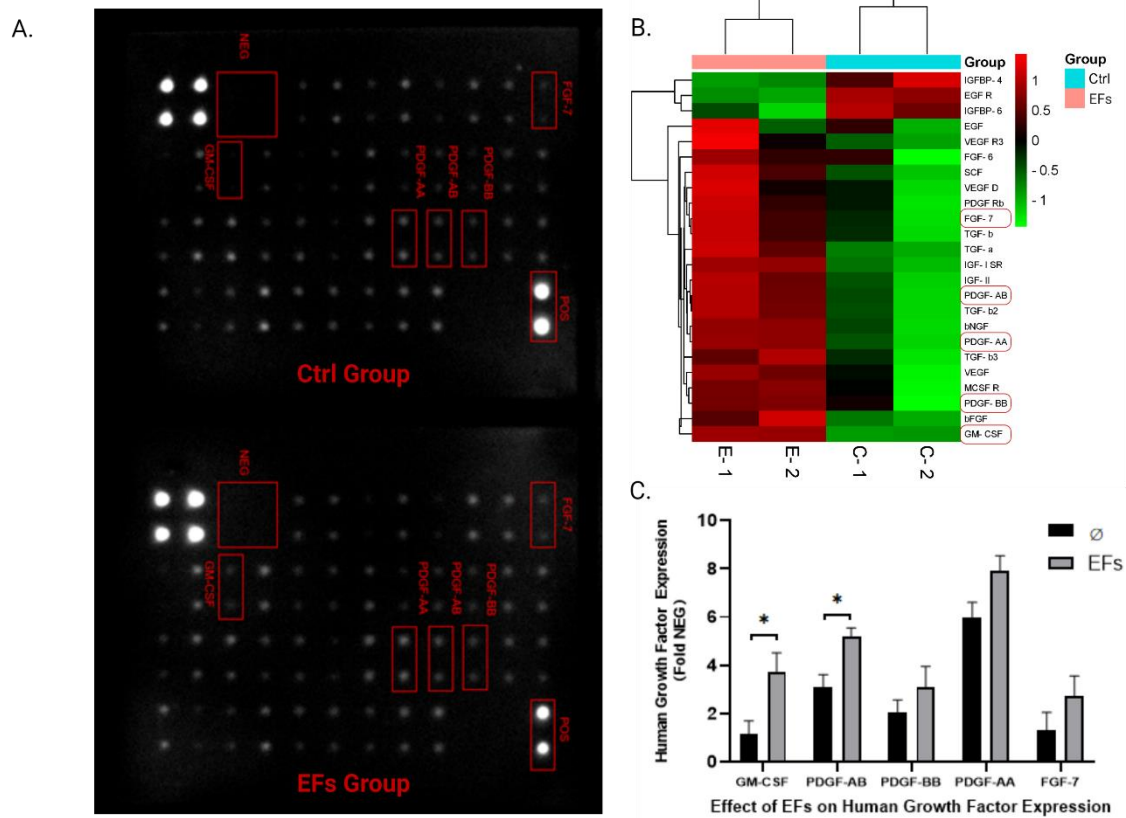 A.
NEG
FGF-7
GM-CSF
PDGF-AA
PDGF-AB
PDGF-BB
POS
Ctrl Group
NEG
FGF-7
GM-CSF
PDGF-AA
PDGF-AB
PDGF-BB
POS
EFs Group
B.
Group
IGFBP- 4
EGF R
IGFBP- 6
EGF
VEGF R3
FGF- 6
SCF
VEGF D
PDGF Rb
FGF- 7
TGF- b
TGF- a
IGF- I SR
IGF- II
PDGF- AB
TGF- b2
bNGF
PDGF- AA
TGF- b3
VEGF
MCSF R
PDGF- BB
bFGF
GM- CSF
1
0.5
0
- 0.5
- 1
Group
Ctrl
EFs
E- 1
E- 2
C- 1
C- 2
C.
Human Growth Factor Expression
(Fold NEG)
10
8
6
4
2
0
*
*
∅
EFs
GM-CSF PDGF-AB PDGF-BB PDGF-AA FGF-7
Effect of EFs on Human Growth Factor Expression